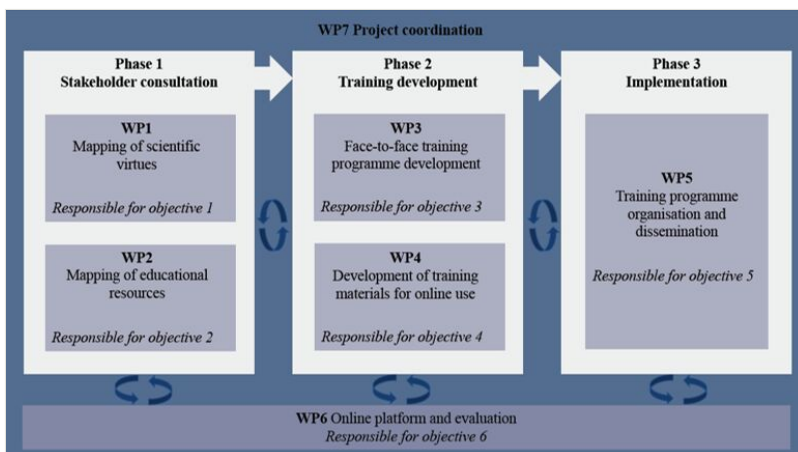 WP7 Project coordination
Phase 1
Stakeholder consultation
WP1
Mapping of scientific
virtues
Responsible for objective 1
WP2
Mapping of educational
resources
Responsible for objective 2
Phase 2
Training development
WP3
Face-to-face training
programme development
Responsible for objective 3
WP4
Development of training
materials for online use
Responsible for objective 4
Phase 3
Implementation
WP5
Training programme
organisation and
dissemination
Responsible for objective 5
WP6 Online platform and evaluation
Responsible for objective 6